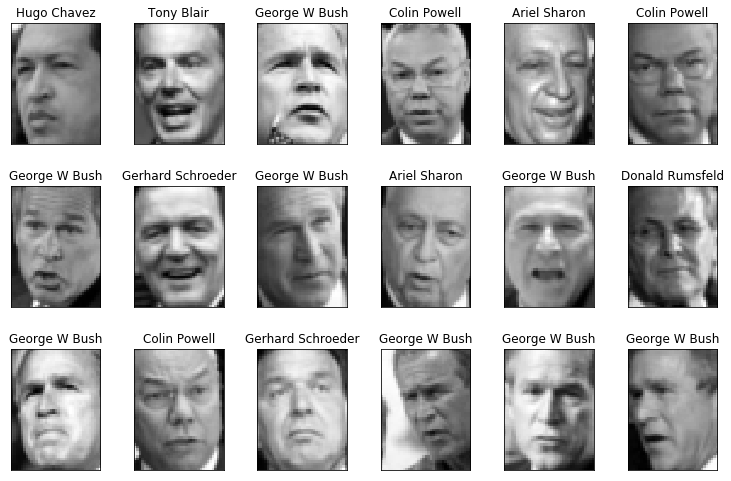 Hugo Chavez Tony Blair George W Bush Colin Powell Ariel Sharon Colin Powell
George W Bush Gerhard Schroeder George W Bush Ariel Sharon George W Bush Donald Rumsfeld
George W Bush Colin Powell Gerhard Schroeder George W Bush George W Bush George W Bush